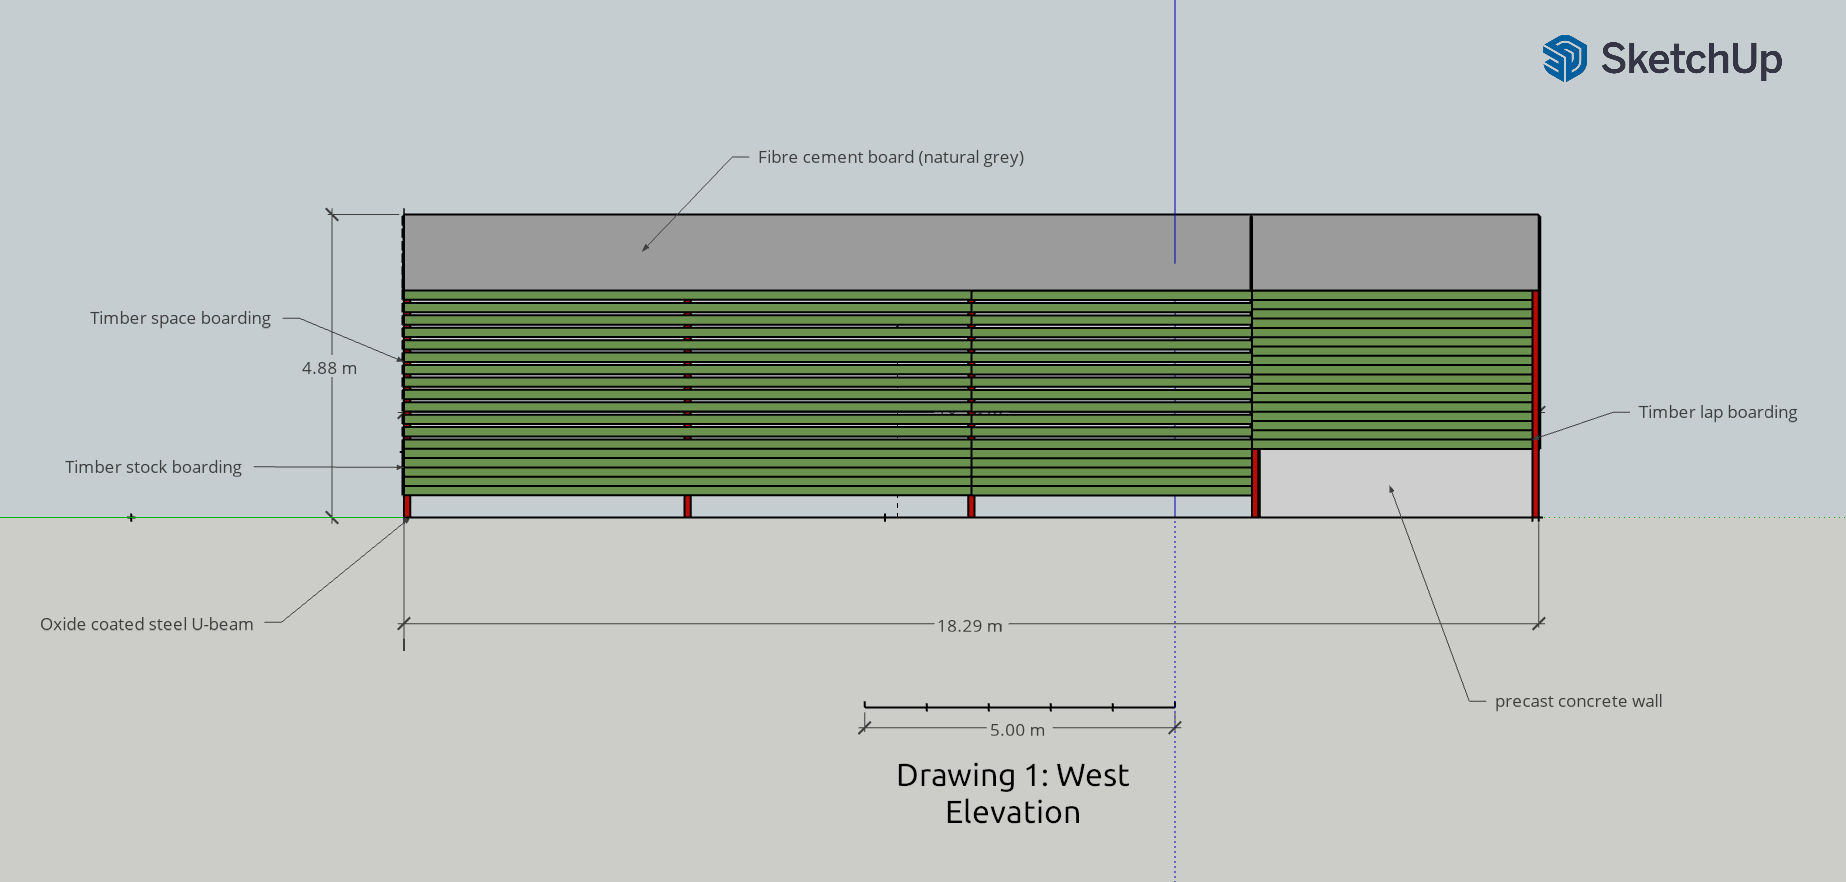 SketchUp
Fibre cement board (natural grey)
Timber space boarding
4.88 m
Timber lap boarding
Timber stock boarding
Oxide coated steel U-beam
18.29 m
precast concrete wall
5.00 m
Drawing 1: West
Elevation